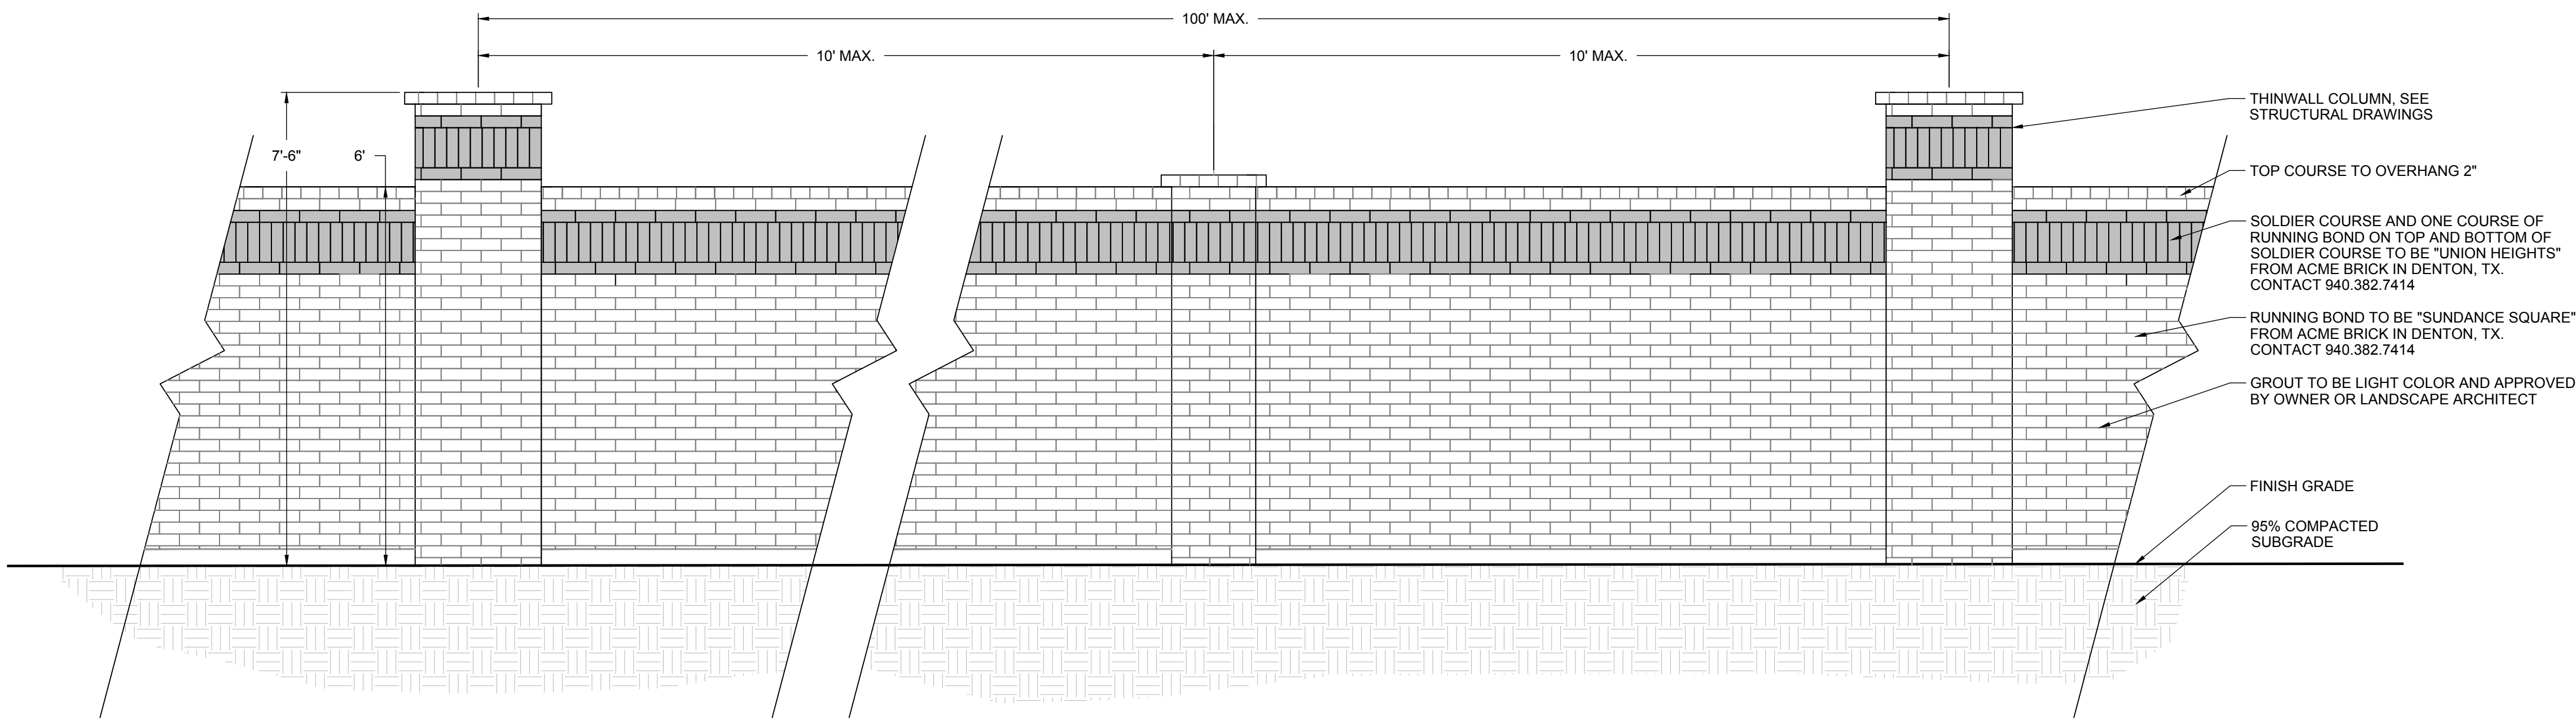 100' MAX.
10' MAX.
10' MAX.
7'-6"
6'
THINWALL COLUMN, SEE
STRUCTURAL DRAWINGS
TOP COURSE TO OVERHANG 2"
SOLDIER COURSE AND ONE COURSE OF
RUNNING BOND ON TOP AND BOTTOM OF
SOLDIER COURSE TO BE "UNION HEIGHTS"
FROM ACME BRICK IN DENTON, TX.
CONTACT 940.382.7414
RUNNING BOND TO BE "SUNDANCE SQUARE"
FROM ACME BRICK IN DENTON, TX.
CONTACT 940.382.7414
GROUT TO BE LIGHT COLOR AND APPROVED
BY OWNER OR LANDSCAPE ARCHITECT
FINISH GRADE
95% COMPACTED
SUBGRADE